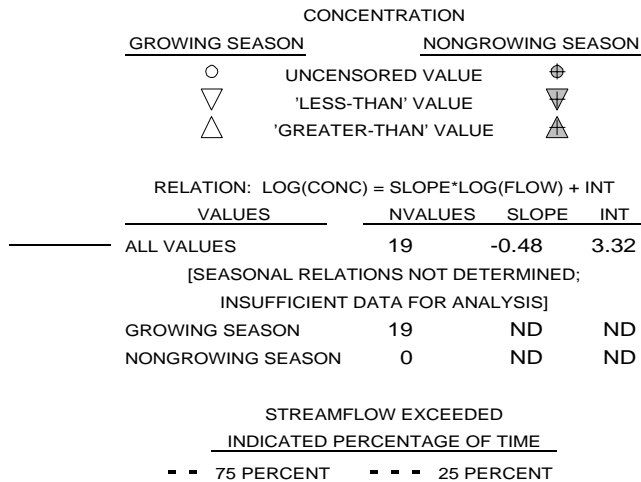 CONCENTRATION
GROWING SEASON NONGROWING SEASON
UNCENSORED VALUE
'LESS-THAN' VALUE
'GREATER-THAN' VALUE
RELATION: LOG(CONC) = SLOPE*LOG(FLOW) + INT
VALUES NVALUES SLOPE INT
ALL VALUES 19 -0.48 3.32
[SEASONAL RELATIONS NOT DETERMINED;
INSUFFICIENT DATA FOR ANALYSIS]
GROWING SEASON 19 ND ND
NONGROWING SEASON 0 ND ND
STREAMFLOW EXCEEDED
INDICATED PERCENTAGE OF TIME
75 PERCENT 25 PERCENT